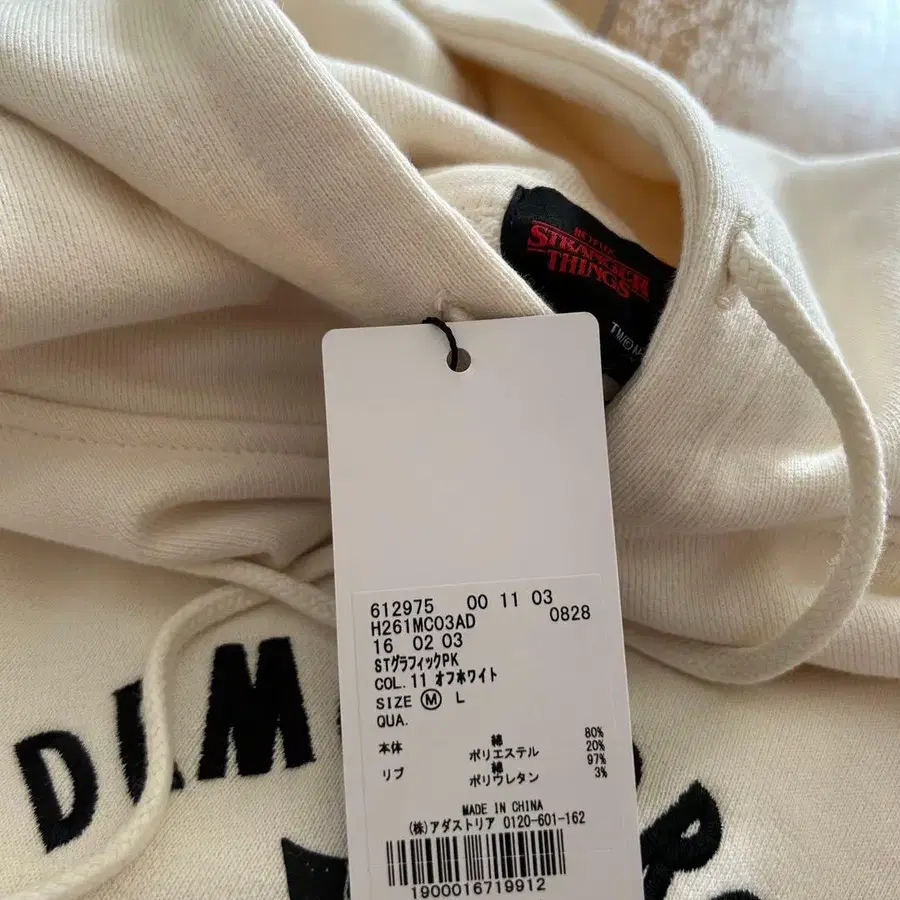 NETFLIX
STRANGER
THINGS
TM/© N
612975 00 11 03
H261MC03AD 0828
16 02 03
STグラフィックPK
COL.11 オフホワイト
SIZE Ⓜ L
QUA.
本体 綿 80%
ポリエステル 20%
リブ 綿 97%
ポリウレタン 3%
MADE IN CHINA
(株)アダストリア 0120-601-162
1900016719912